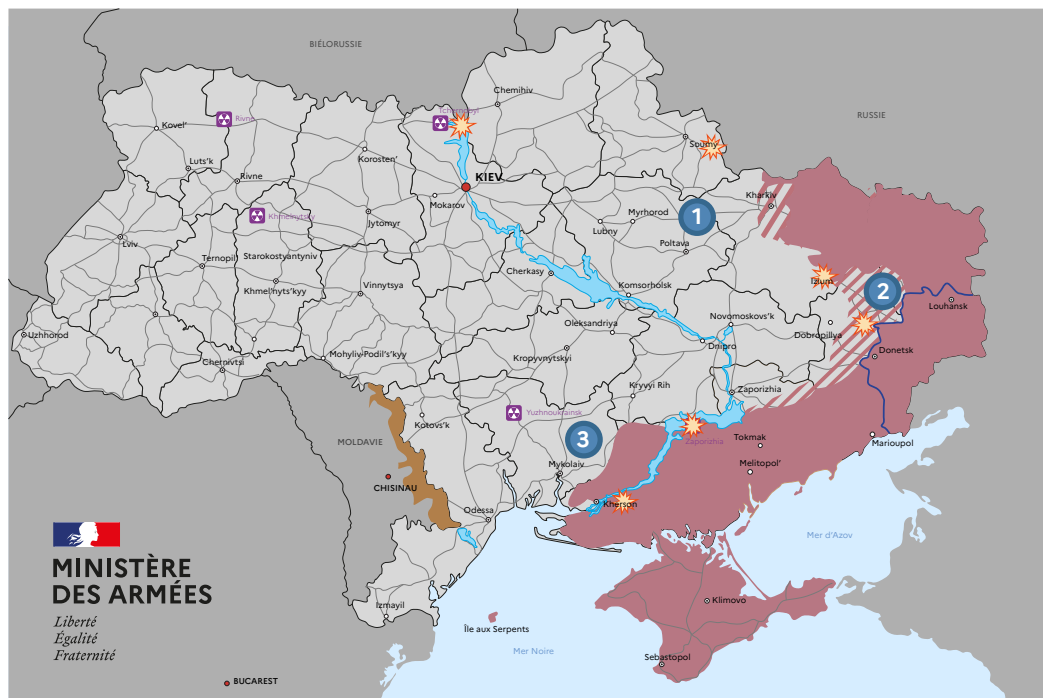 BIÉLORUSSIE
RUSSIE
Chemihiv
Tchernobyl
Rivne
Kovel'
Soumy
Korosten'
Luts'k
Rivne
KIEV
Kharkiv
Mokarov
Myrhorod
1
Khmelnytsky
Jytomyr
Lubny
Lviv
Poltava
Starokostyantyniv
Ternopil
Cherkasy
Izium
2
Khmel'nyts'kyy
Vinnytsya
Komsorholsk
Louhansk
Novomoskovs'k
Oleksandriya
Uzhhorod
Dobropillya
Dnipro
Mohyliv-Podil's'kyy
Kropyvnytskyi
Donetsk
Chernivtsi
Kryvyi Rih
Zaporizhia
Yuzhnoukrainsk
Kotovs'k
3
Tokmak
MOLDAVIE
Zaporizhia
Marioupol
Mykolaiv
Melitopol'
CHISINAU
Kherson
Odessa
Mer d'Azov
MINISTÈRE
DES ARMÉES
Liberté
Égalité
Fraternité
Klimovo
Izmayil
Île aux Serpents
Mer Noire
Sebastopol
BUCAREST